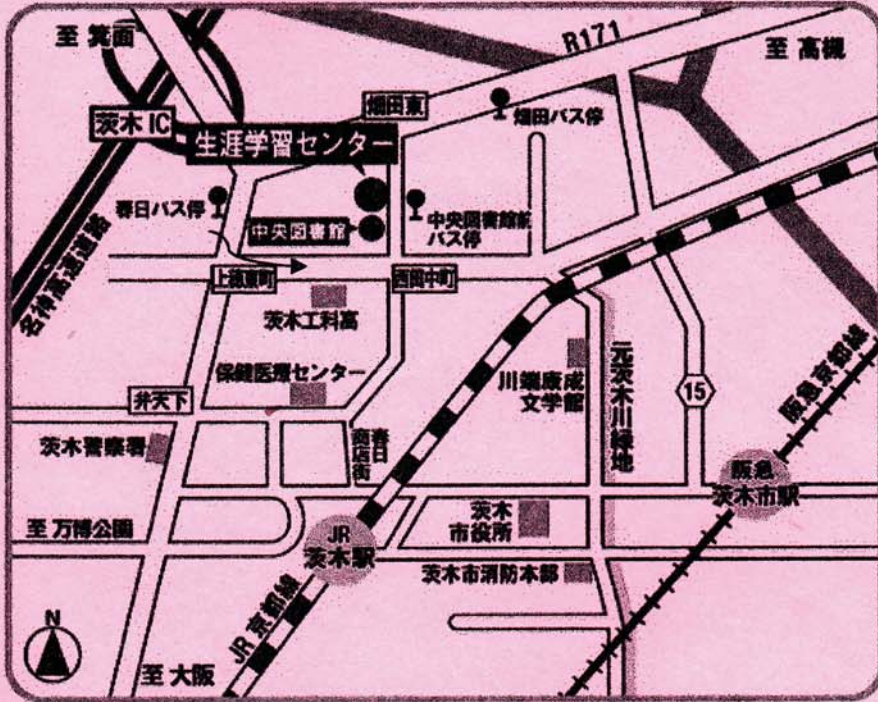 至 箕面
R171
至 高槻
茨木 IC
畑田東
畑田バス停
生涯学習センター
春日バス停
中央図書館
中央図書館前
バス停
名神高速道路
上穂東町
西田中町
茨木工科高
保健医療センター
川端康成
文学館
元茨木川緑地
15
阪急京都線
弁天下
茨木警察署
春日
商店街
阪急
茨木市駅
至 万博公園
茨木
市役所
JR
茨木駅
茨木市消防本部
N
JR 京都線
至 大阪